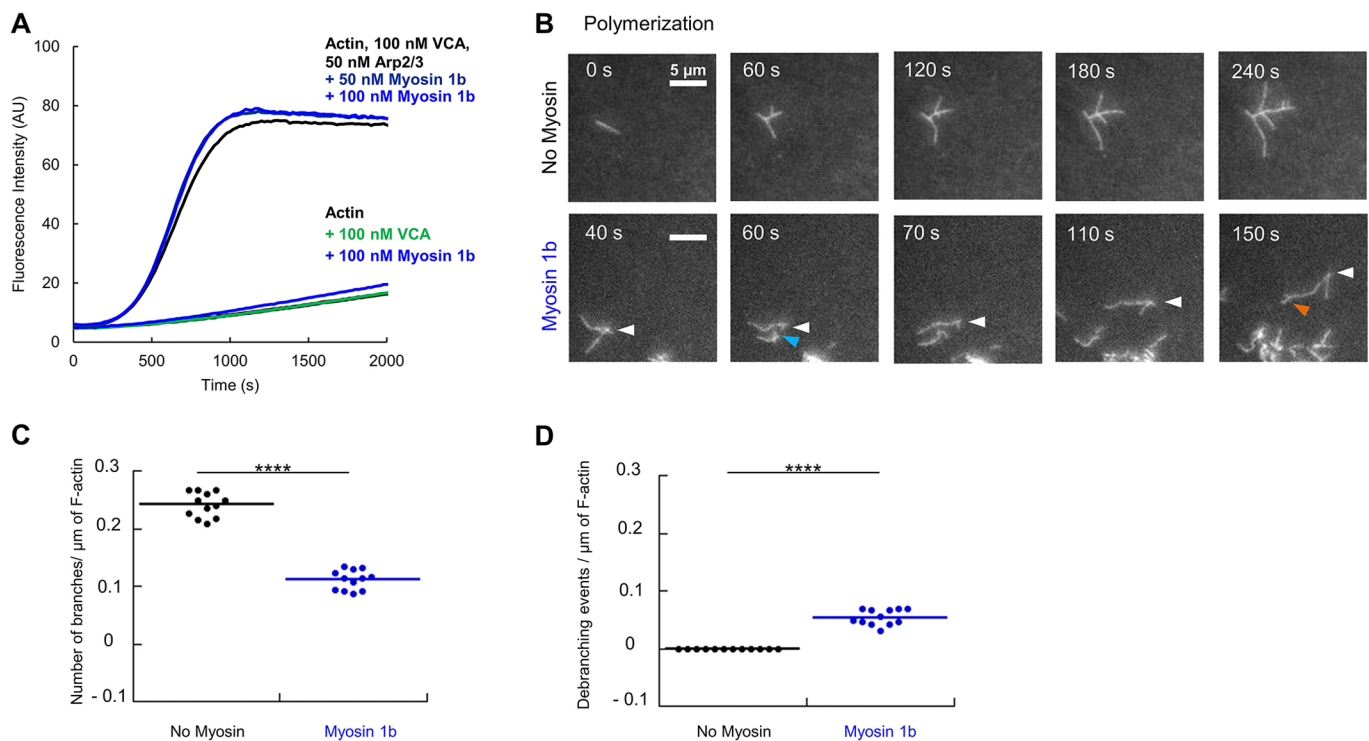 A
Fluorescence Intensity (AU)
100
80
60
40
20
0
0
500
1000
1500
2000
Time (s)
Actin, 100 nM VCA,
50 nM Arp2/3
+ 50 nM Myosin 1b
+ 100 nM Myosin 1b
Actin
+ 100 nM VCA
+ 100 nM Myosin 1b
B
Polymerization
No Myosin
0 s
5 µm
60 s
120 s
180 s
240 s
Myosin 1b
40 s
60 s
70 s
110 s
150 s
C
Number of branches/ µm of F-actin
0.3
0.2
0.1
0
- 0.1
****
No Myosin
Myosin 1b
D
Debranching events / µm of F-actin
0.3
0.2
0.1
0
- 0.1
****
No Myosin
Myosin 1b